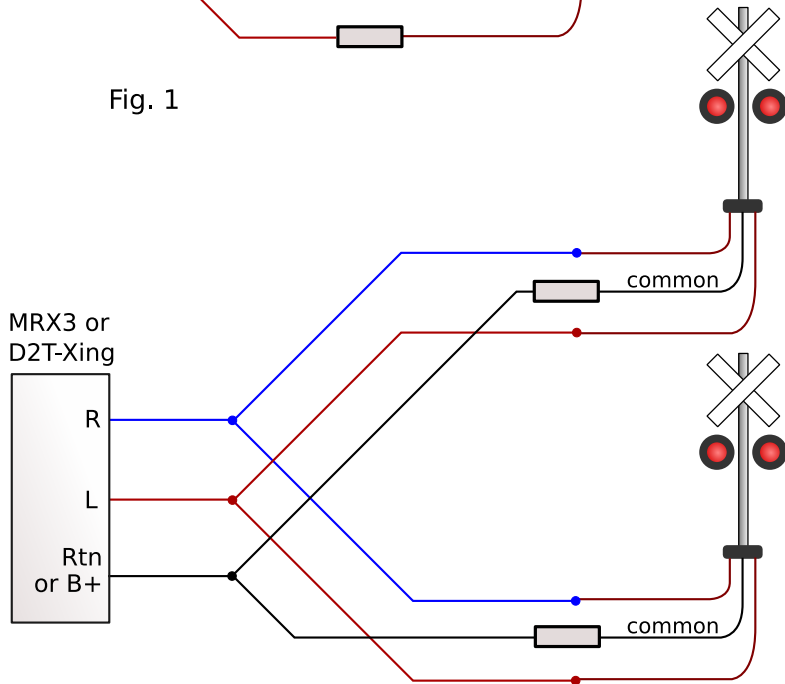 Fig. 1
common
MRX3 or
D2T-Xing
R
L
Rtn
or B+
common